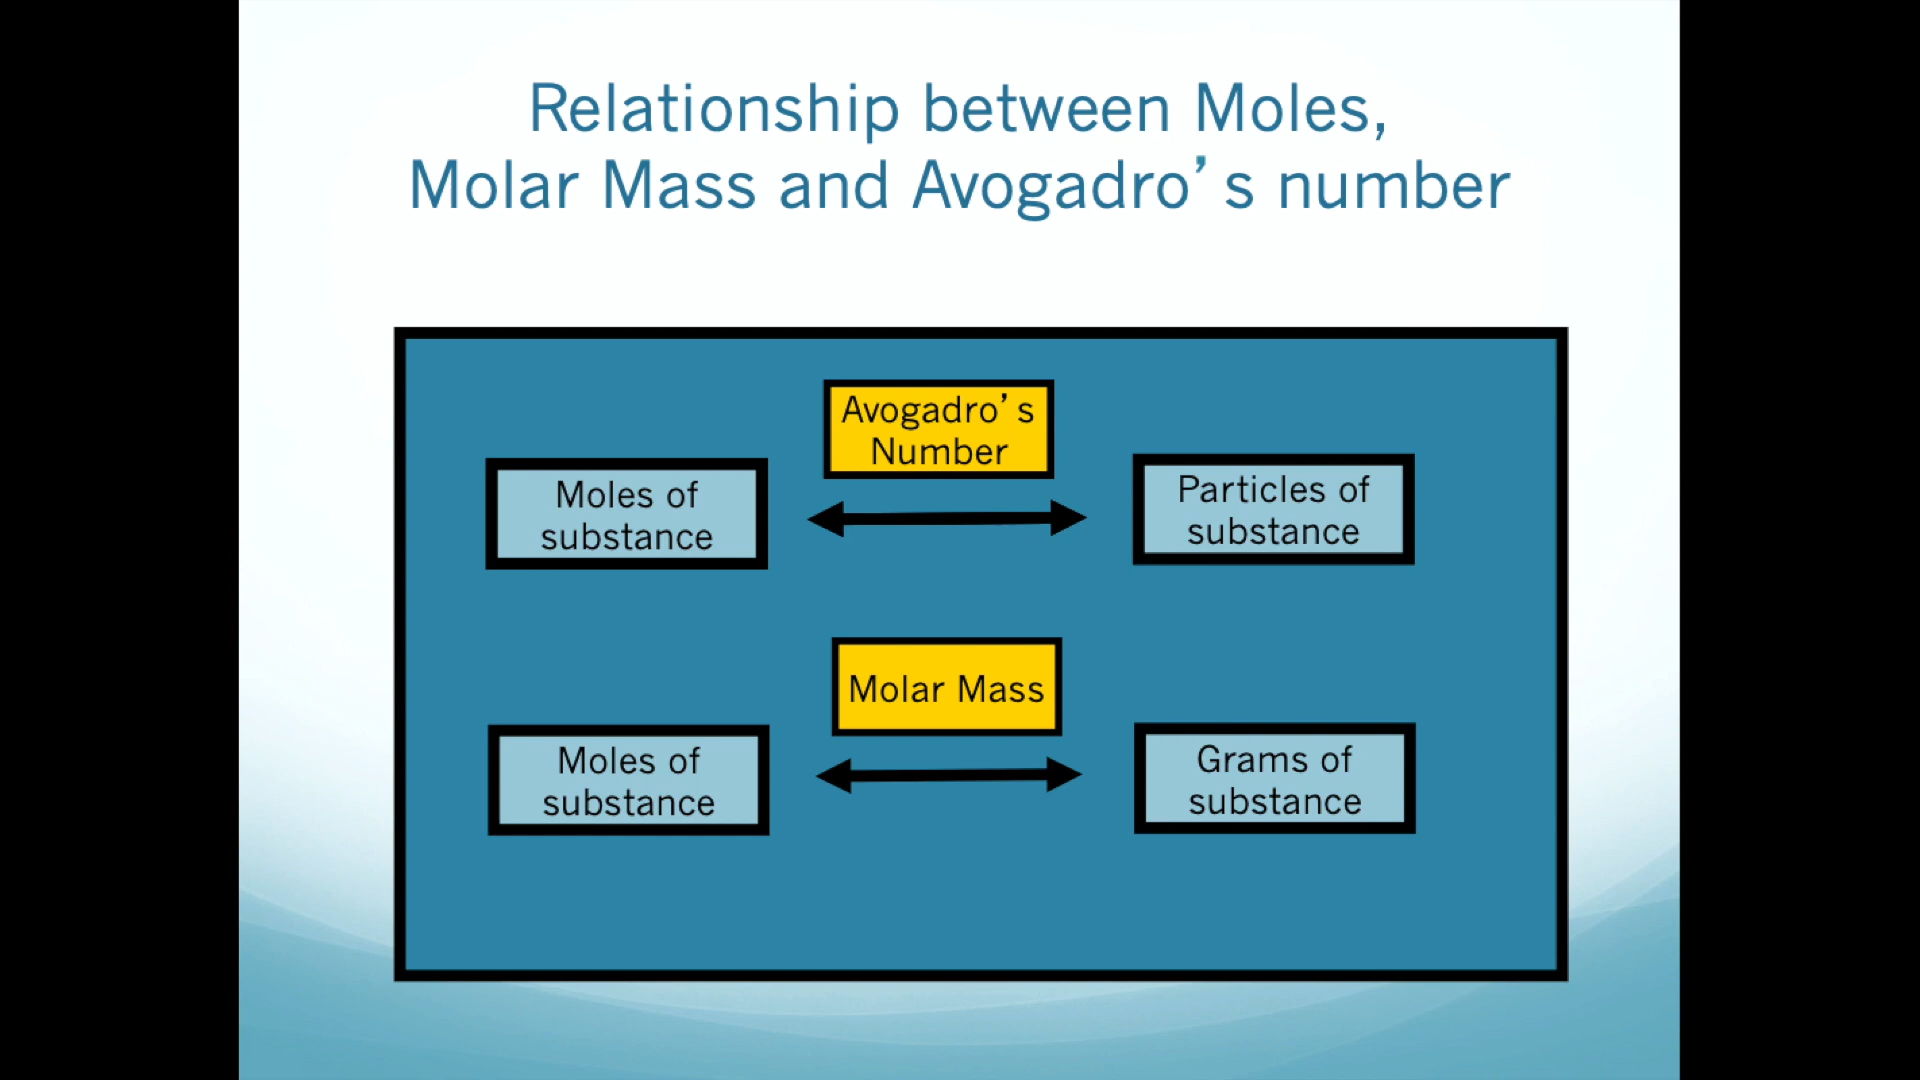 Relationship between Moles,
Molar Mass and Avogadro’s number
Avogadro’s
Number
Moles of
substance
Particles of
substance
Molar Mass
Moles of
substance
Grams of
substance